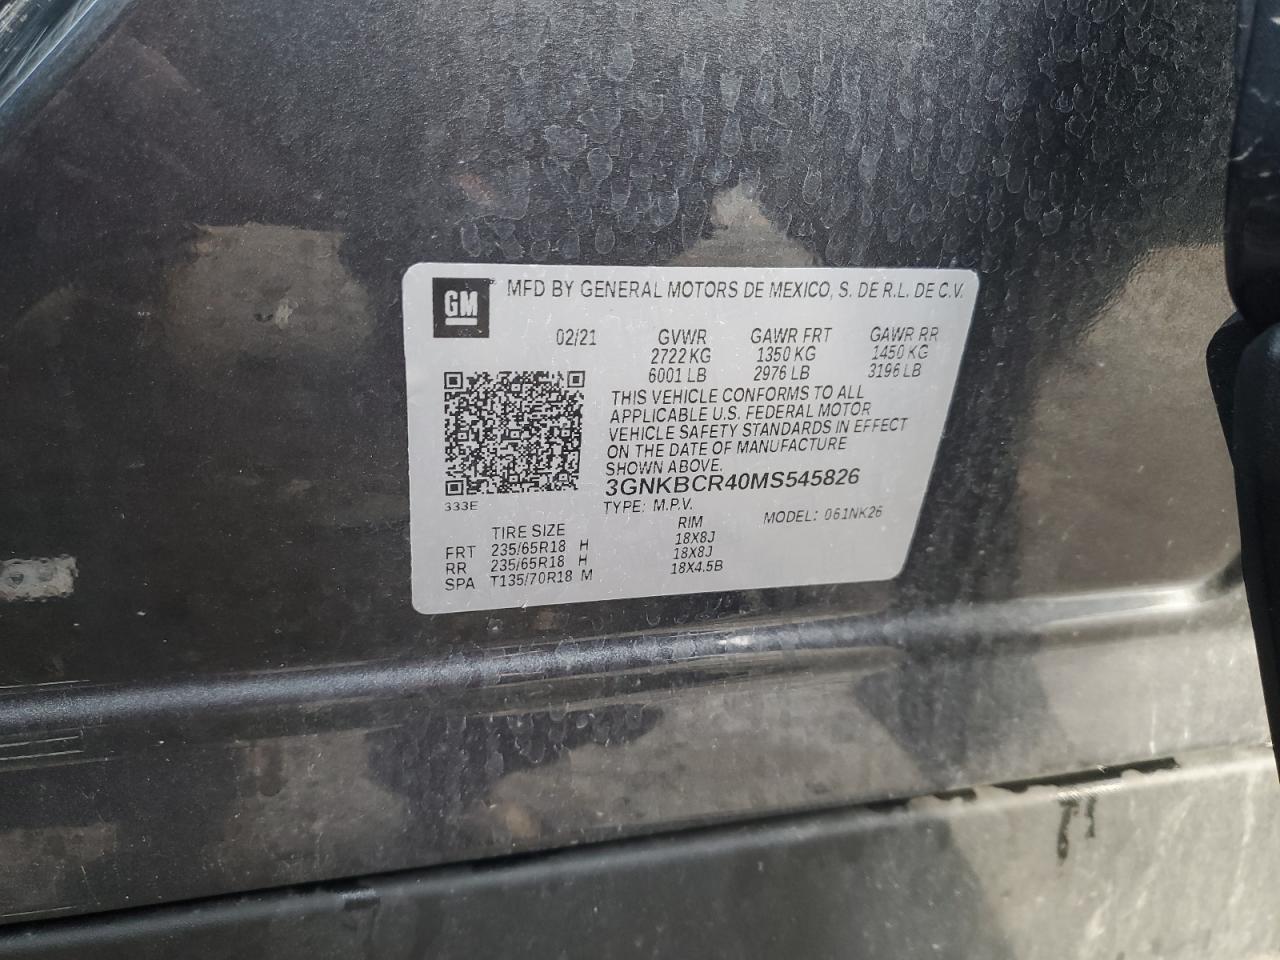 GM
MFD BY GENERAL MOTORS DE MEXICO, S. DE R.L. DE C.V.
02/21 GVWR GAWR FRT GAWR RR
2722 KG 1350 KG 1450 KG
6001 LB 2976 LB 3196 LB
THIS VEHICLE CONFORMS TO ALL
APPLICABLE U.S. FEDERAL MOTOR
VEHICLE SAFETY STANDARDS IN EFFECT
ON THE DATE OF MANUFACTURE
SHOWN ABOVE.
3GNKBCR40MS545826
333E
TYPE: M.P.V. MODEL: 061NK26
TIRE SIZE RIM
FRT 235/65R18 H 18X8J
RR 235/65R18 H 18X8J
SPA T135/70R18 M 18X4.5B